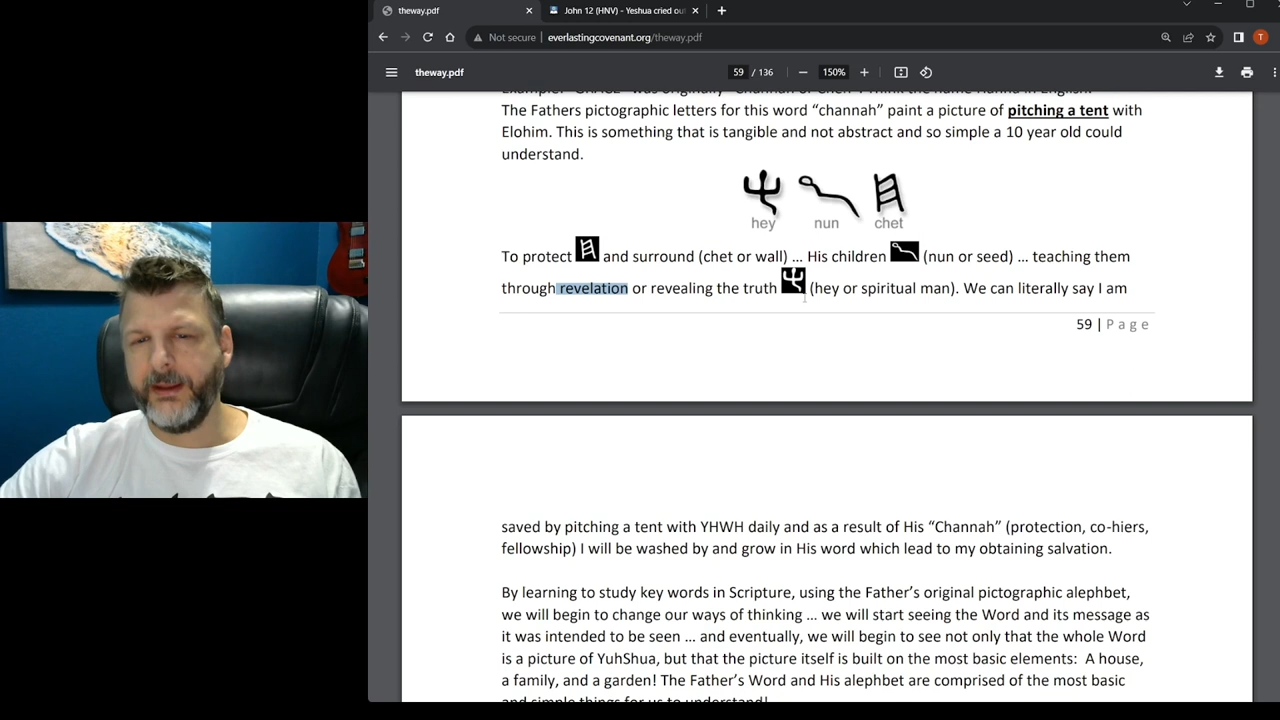 theway.pdf
John 12 (HNV) - Yeshua cried ou
Not secure | everlastingcovenant.org/theway.pdf
T
theway.pdf
59 / 136
150%
The Fathers pictographic letters for this word “channah” paint a picture of pitching a tent with
Elohim. This is something that is tangible and not abstract and so simple a 10 year old could
understand.
hey nun chet
To protect and surround (chet or wall) … His children (nun or seed) … teaching them
through revelation or revealing the truth (hey or spiritual man). We can literally say I am
59 | Page
saved by pitching a tent with YHWH daily and as a result of His “Channah” (protection, co-hiers,
fellowship) I will be washed by and grow in His word which lead to my obtaining salvation.
By learning to study key words in Scripture, using the Father’s original pictographic alephbet,
we will begin to change our ways of thinking … we will start seeing the Word and its message as
it was intended to be seen … and eventually, we will begin to see not only that the whole Word
is a picture of YuhShua, but that the picture itself is built on the most basic elements: A house,
a family, and a garden! The Father’s Word and His alephbet are comprised of the most basic
and simple things for us to understand!